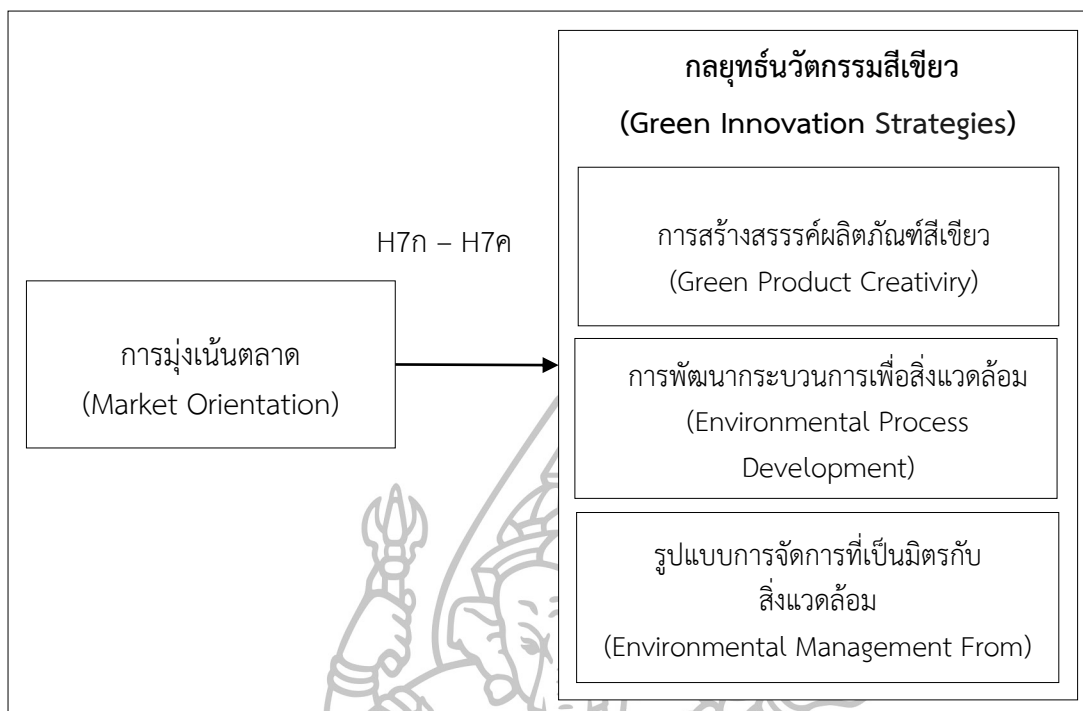 กลยุทธ์นวัตกรรมสีเขียว
(Green Innovation Strategies)
การสร้างสรรรค์ผลิตภัณฑ์สีเขียว
(Green Product Creativiry)
H7ก – H7ค
การมุ่งเน้นตลาด
(Market Orientation)
การพัฒนากระบวนการเพื่อสิ่งแวดล้อม
(Environmental Process
Development)
รูปแบบการจัดการที่เป็นมิตรกับ
สิ่งแวดล้อม
(Environmental Management From)